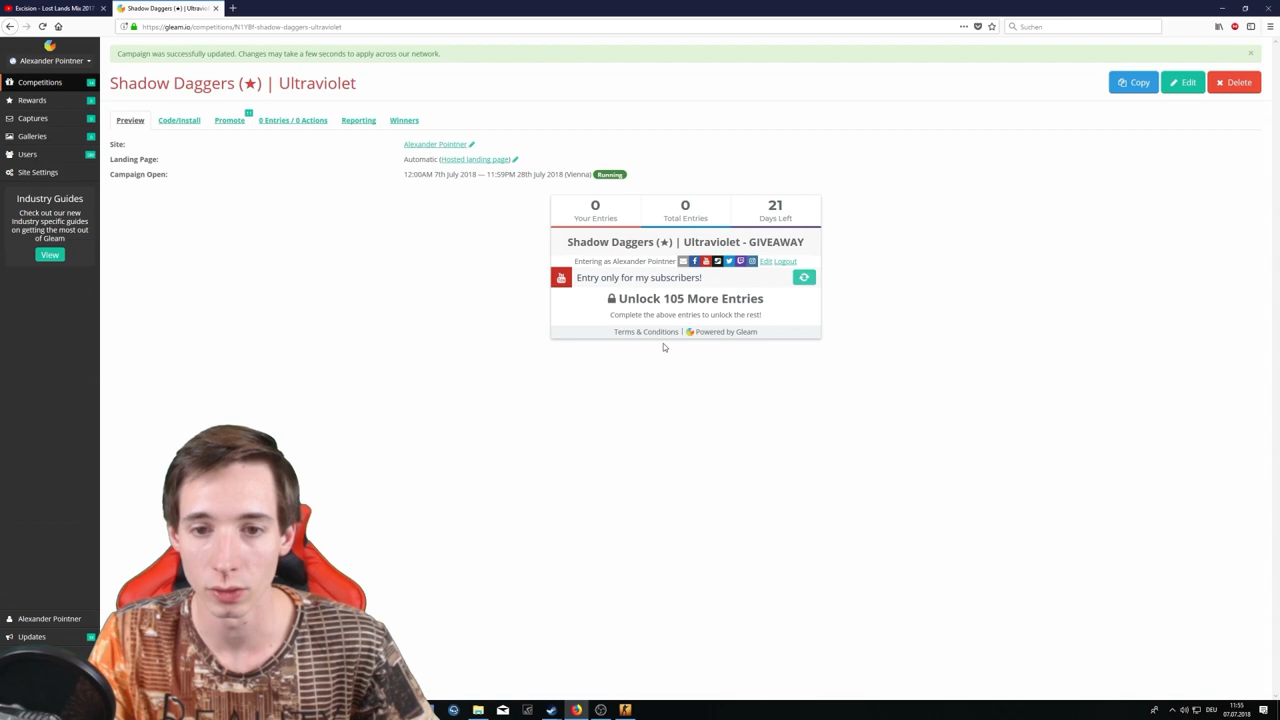 Excision - Lost Lands Mix 2017
Shadow Daggers (★) | Ultraviol
https://gleam.io/competitions/N1Y8f-shadow-daggers-ultraviolet
Suchen
Alexander Pointner
Competitions
Rewards
Captures
Galleries
Users
Site Settings
Industry Guides
Check out our new
industry specific guides
on getting the most out
of Gleam
View
Alexander Pointner
Updates
Campaign was successfully updated. Changes may take a few seconds to apply across our network.
Shadow Daggers (★) | Ultraviolet
Copy Edit Delete
Preview Code/Install Promote 0 Entries / 0 Actions Reporting Winners
Site: Alexander Pointner
Landing Page: Automatic (Hosted landing page)
Campaign Open: 12:00AM 7th July 2018 — 11:59PM 28th July 2018 (Vienna) Running
0 0 21
Your Entries Total Entries Days Left
Shadow Daggers (★) | Ultraviolet - GIVEAWAY
Entering as Alexander Pointner Edit Logout
Entry only for my subscribers!
Unlock 105 More Entries
Complete the above entries to unlock the rest!
Terms & Conditions | Powered by Gleam
DEU
11:55
07.07.2018